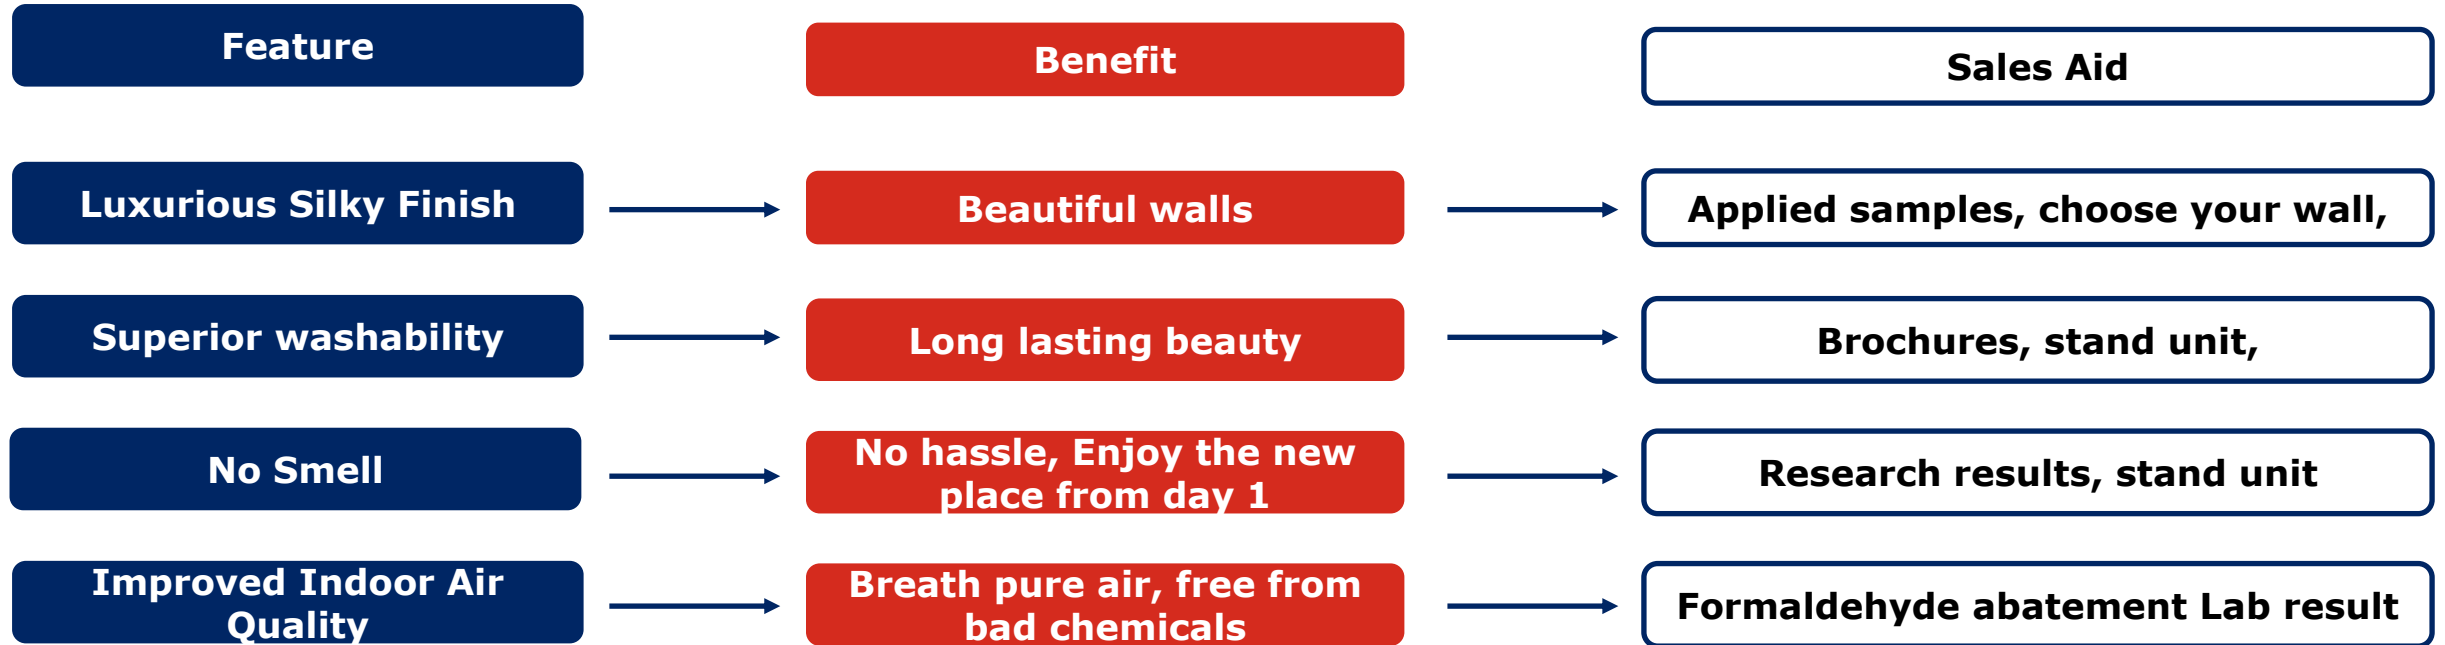 Feature
Benefit
Sales Aid
Luxurious Silky Finish
Beautiful walls
Applied samples, choose your wall,
Superior washability
Long lasting beauty
Brochures, stand unit,
No Smell
No hassle, Enjoy the new
place from day 1
Research results, stand unit
Improved Indoor Air
Quality
Breath pure air, free from
bad chemicals
Formaldehyde abatement Lab result